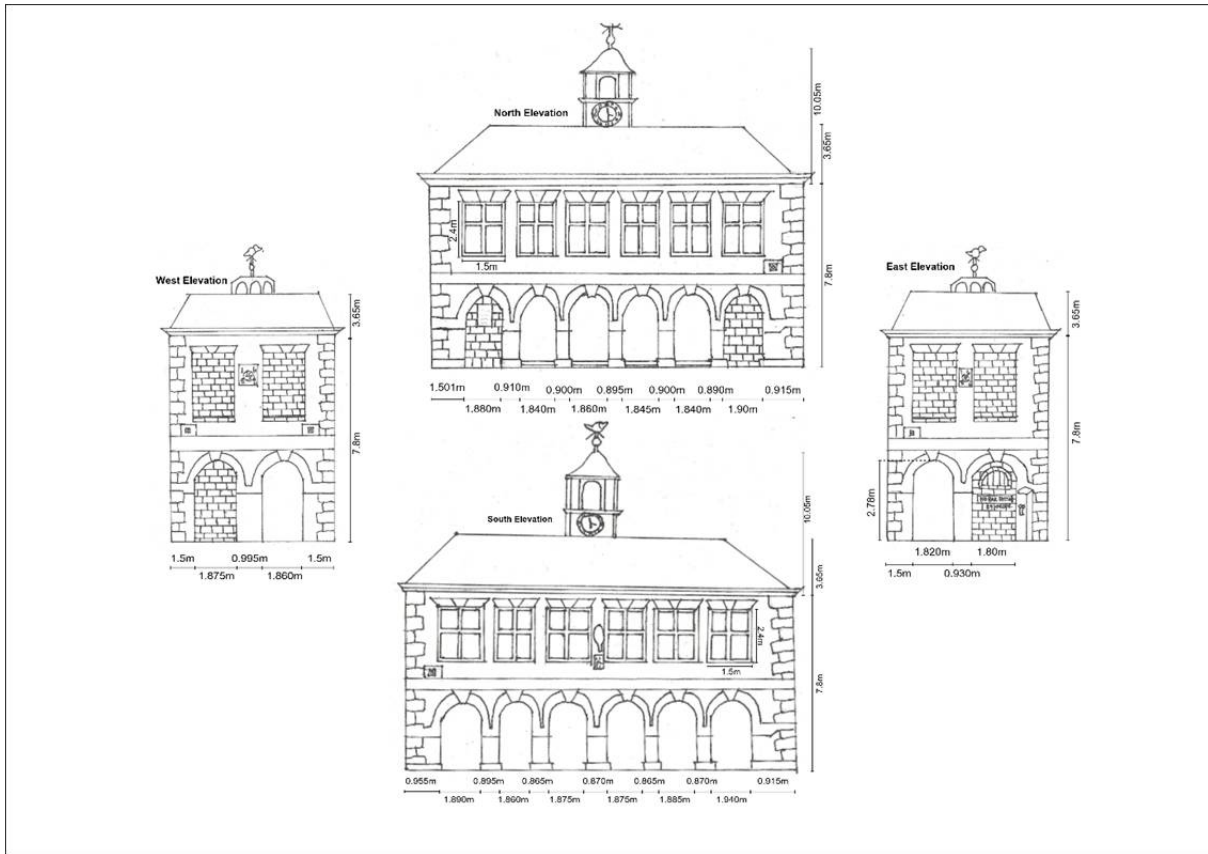 North Elevation
10.05m
3.65m
7.8m
2.4m
1.5m
1.501m 0.910m 0.900m 0.895m 0.900m 0.890m 0.915m
1.880m 1.840m 1.860m 1.845m 1.840m 1.90m
West Elevation
3.65m
7.8m
1.5m 0.995m 1.5m
1.875m 1.860m
East Elevation
3.65m
7.8m
2.78m
1.820m 1.80m
1.5m 0.930m
South Elevation
10.05m
3.65m
7.8m
2.4m
1.5m
0.955m 0.895m 0.865m 0.870m 0.865m 0.870m 0.915m
1.890m 1.860m 1.875m 1.875m 1.885m 1.940m